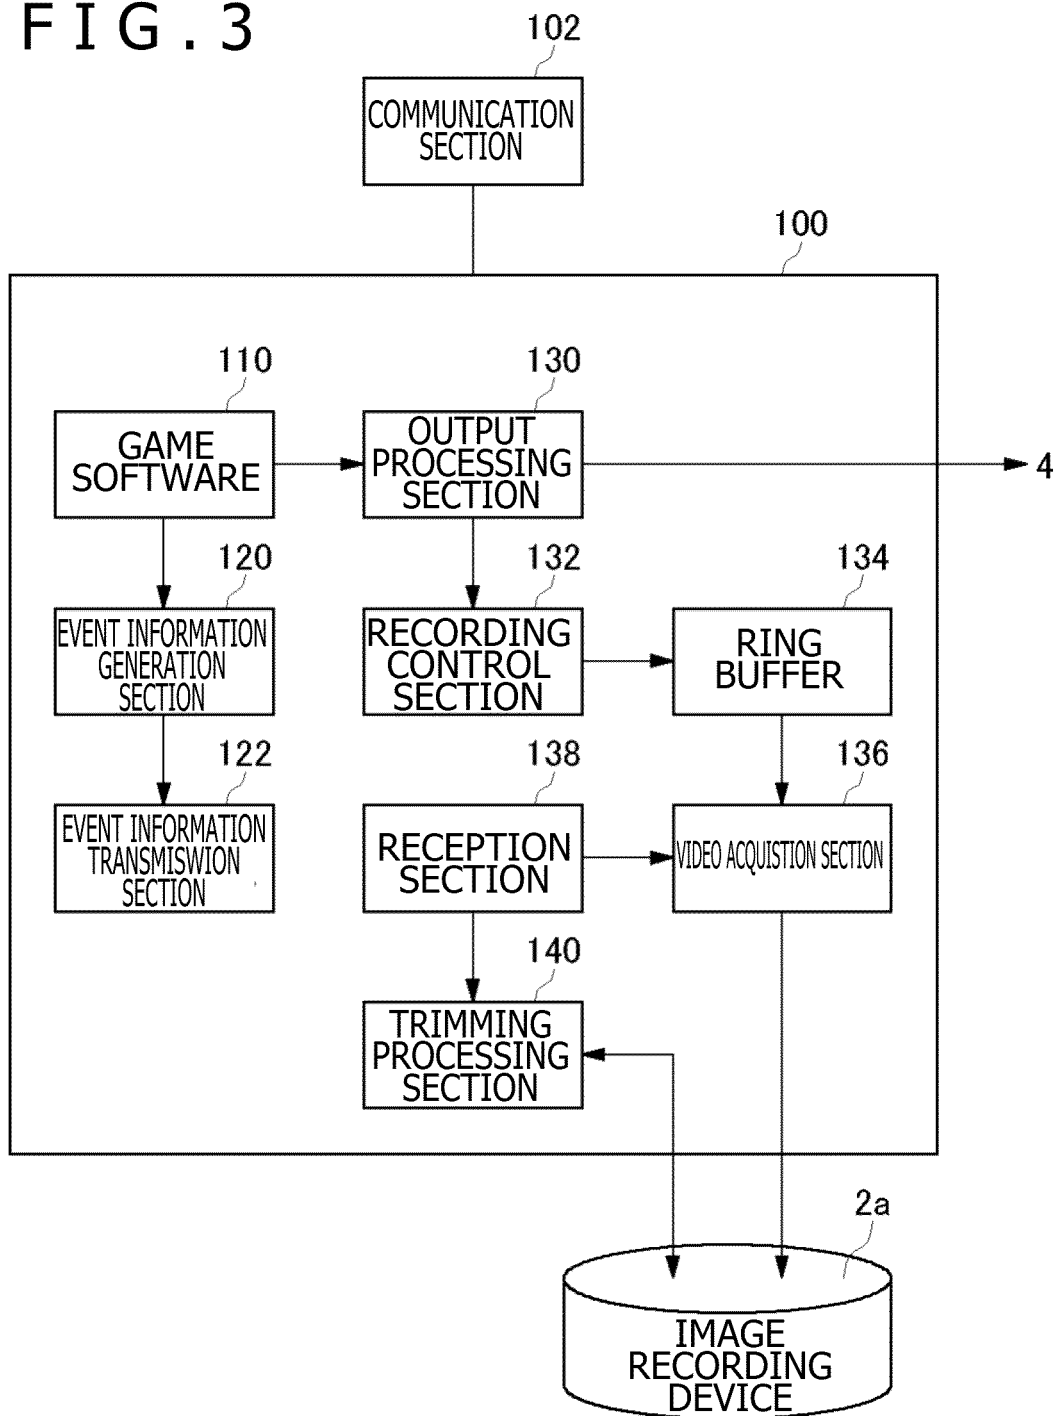 FIG.3
102
COMMUNICATION
SECTION
100
110
GAME
SOFTWARE
130
OUTPUT
PROCESSING
SECTION
4
120
EVENT INFORMATION
GENERATION
SECTION
132
RECORDING
CONTROL
SECTION
134
RING
BUFFER
122
EVENT INFORMATION
TRANSMISWION
SECTION
138
RECEPTION
SECTION
136
VIDEO ACQUISTION SECTION
140
TRIMMING
PROCESSING
SECTION
2a
IMAGE
RECORDING
DEVICE